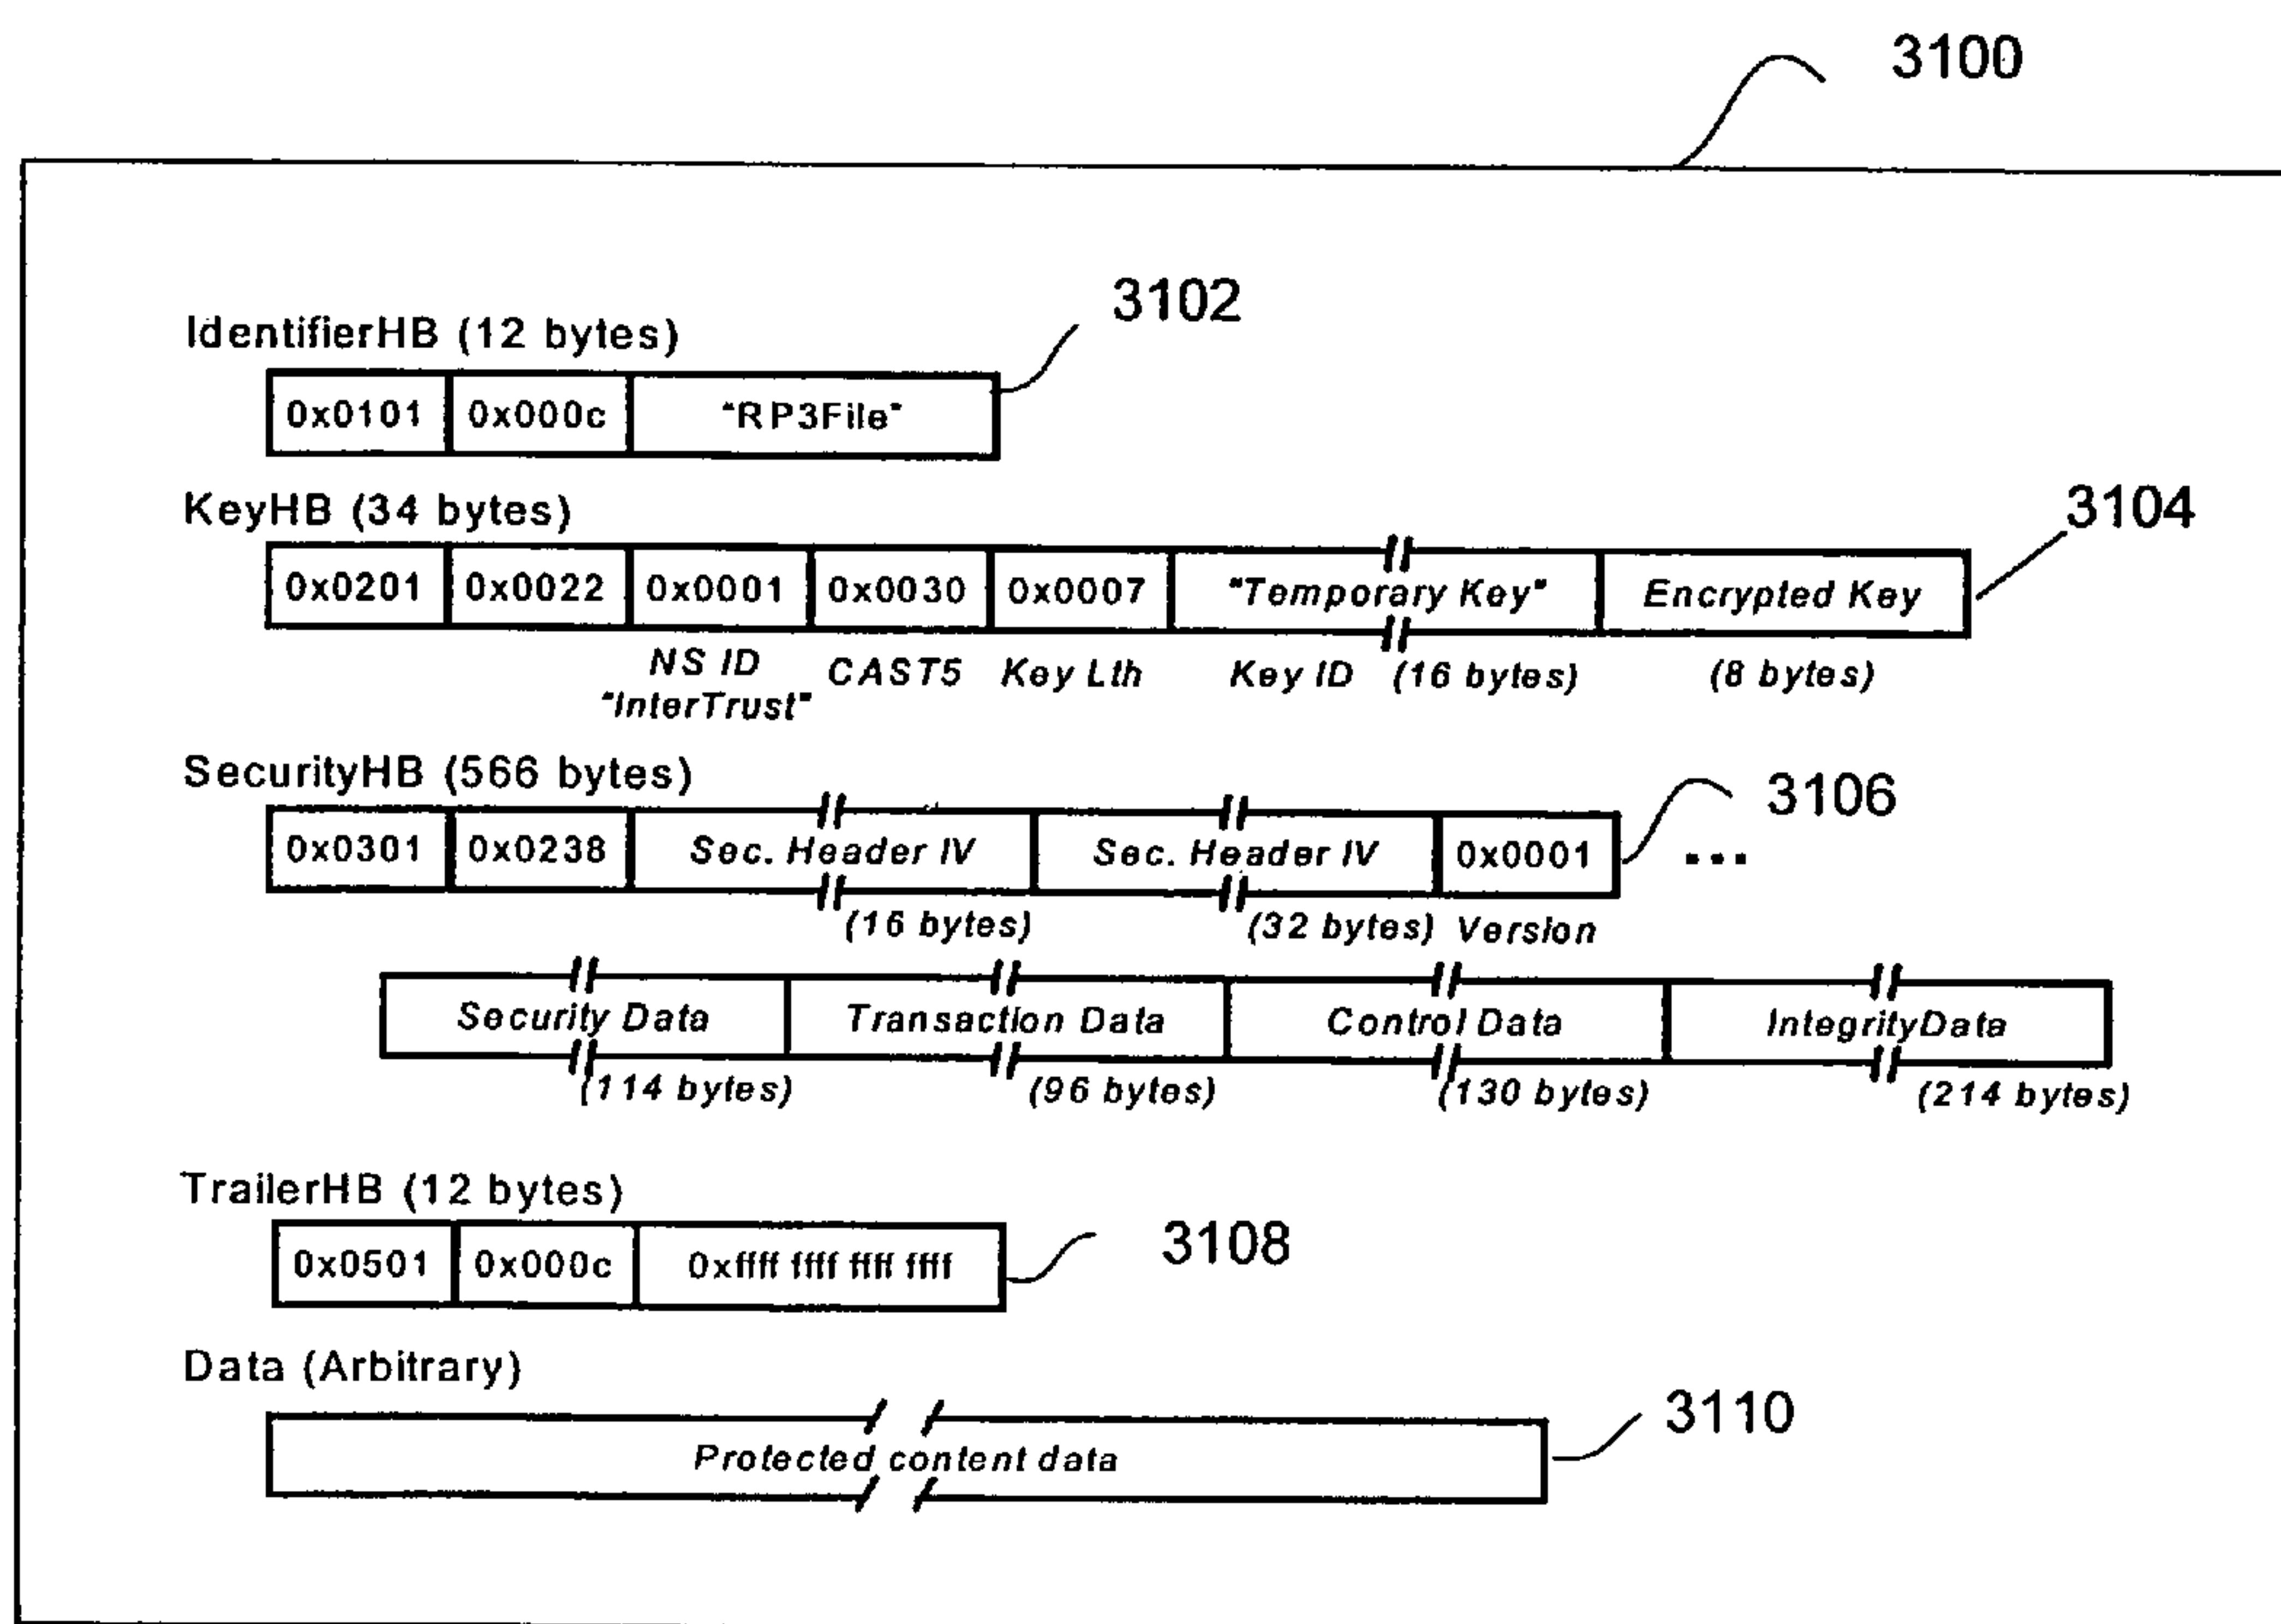 3100
IdentifierHB (12 bytes)
3102
0x0101 0x000c "RP3File"
KeyHB (34 bytes)
3104
0x0201 0x0022 0x0001 0x0030 0x0007 "Temporary Key" Encrypted Key
NS ID CAST5 Key Lth Key ID (16 bytes) (8 bytes)
"InterTrust"
SecurityHB (566 bytes)
3106
0x0301 0x0238 Sec. Header IV Sec. Header IV 0x0001 ...
(16 bytes) (32 bytes) Version
Security Data Transaction Data Control Data IntegrityData
(114 bytes) (96 bytes) (130 bytes) (214 bytes)
TrailerHB (12 bytes)
3108
0x0501 0x000c 0xffff ffff ffff ffff
Data (Arbitrary)
3110
Protected content data